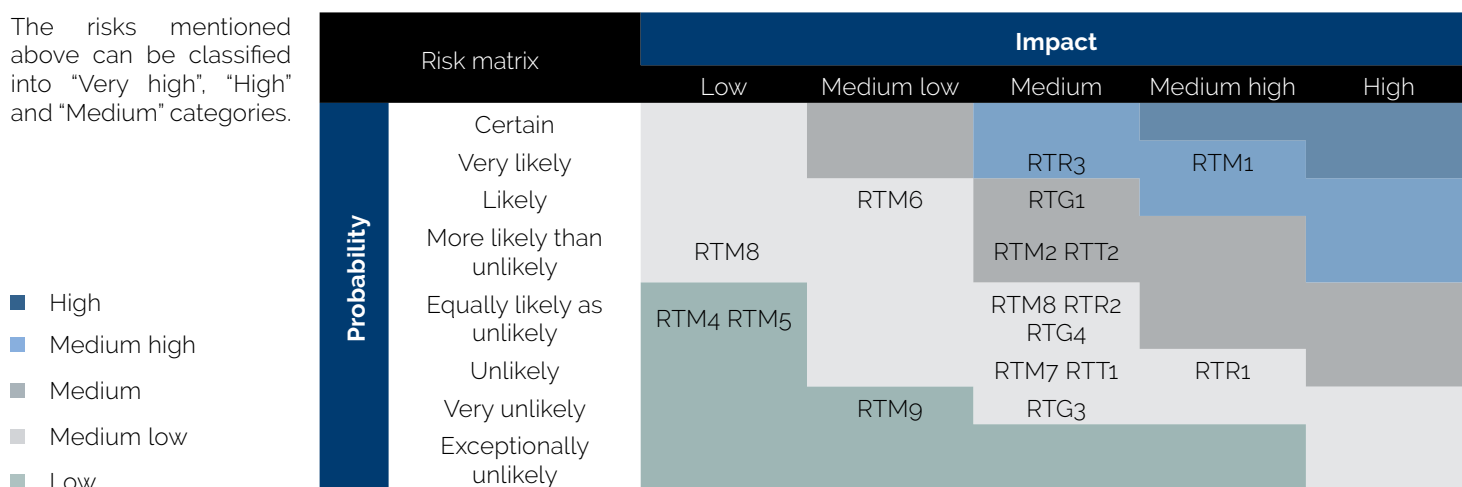 The risks mentioned
above can be classified
into “Very high”, “High”
and “Medium” categories.
Risk matrix
Impact
Low Medium low Medium Medium high High
Probability
Certain
Very likely RTR3 RTM1
Likely RTM6 RTG1
More likely than
unlikely
RTM8 RTM2 RTT2
Equally likely as
unlikely
RTM4 RTM5 RTM8 RTR2
RTG4
Unlikely RTM7 RTT1 RTR1
Very unlikely RTM9 RTG3
Exceptionally
unlikely
High
Medium high
Medium
Medium low
Low